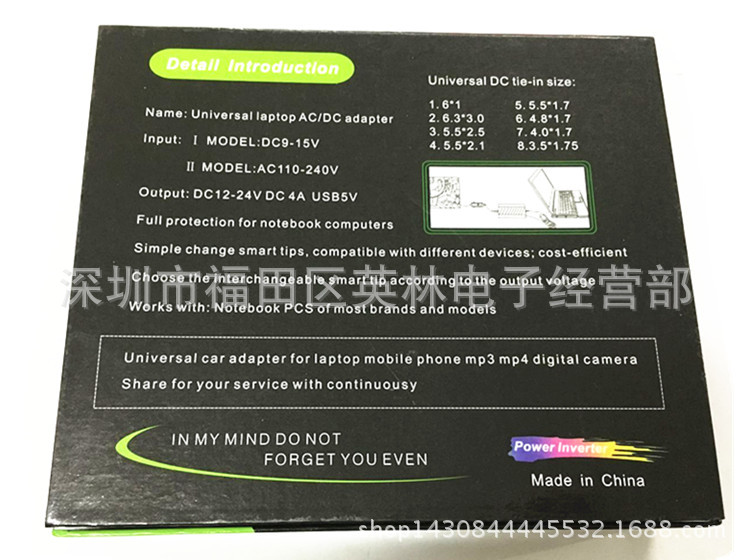 Detail Introduction
Name: Universal laptop AC/DC adapter
Input: Ⅰ MODEL:DC9-15V
Ⅱ MODEL:AC110-240V
Output: DC12-24V DC 4A USB5V
Full protection for notebook computers
Universal DC tie-in size:
1.6*1 5.5.5*1.7
2.6.3*3.0 6.4.8*1.7
3.5.5*2.5 7.4.0*1.7
4.5.5*2.1 8.3.5*1.75
Simple change smart tips, compatible with different devices; cost-efficient
深圳市福田区英林电子经营部
Choose the interchangeable smart tip according to the output voltage
Works with: Notebook PCS of most brands and models
Universal car adapter for laptop mobile phone mp3 mp4 digital camera
Share for your service with continuousy
IN MY MIND DO NOT
FORGET YOU EVEN
Power Inverter
Made in China
shop1430844445532.1688.com